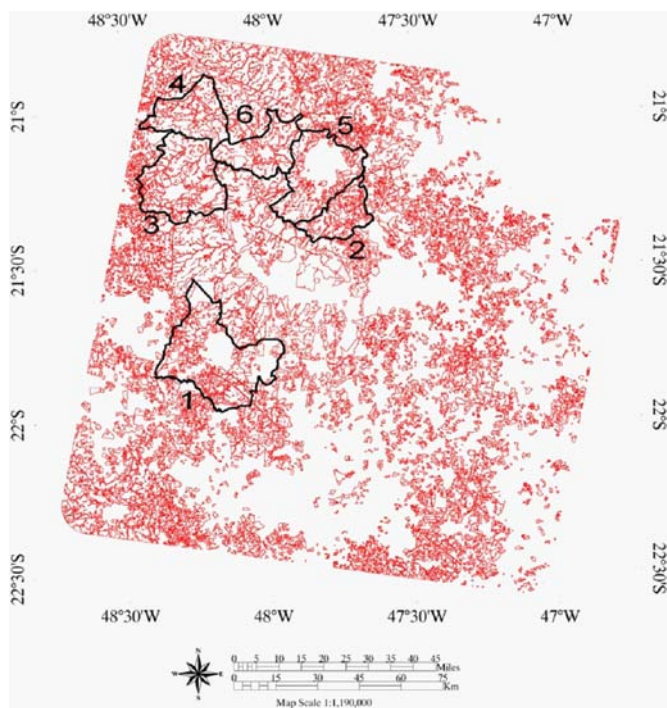 48°30'W 48°W 47°30'W 47°W
4
6
5
21°S 21°S
3
2
21°30'S 21°30'S
1
22°S 22°S
22°30'S 22°30'S
48°30'W 48°W 47°30'W 47°W
N
W E
S
0 5 10 15 20 25 30 35 40 45
Miles
0 15 30 45 60 75
Km
Map Scale 1:1,190,000